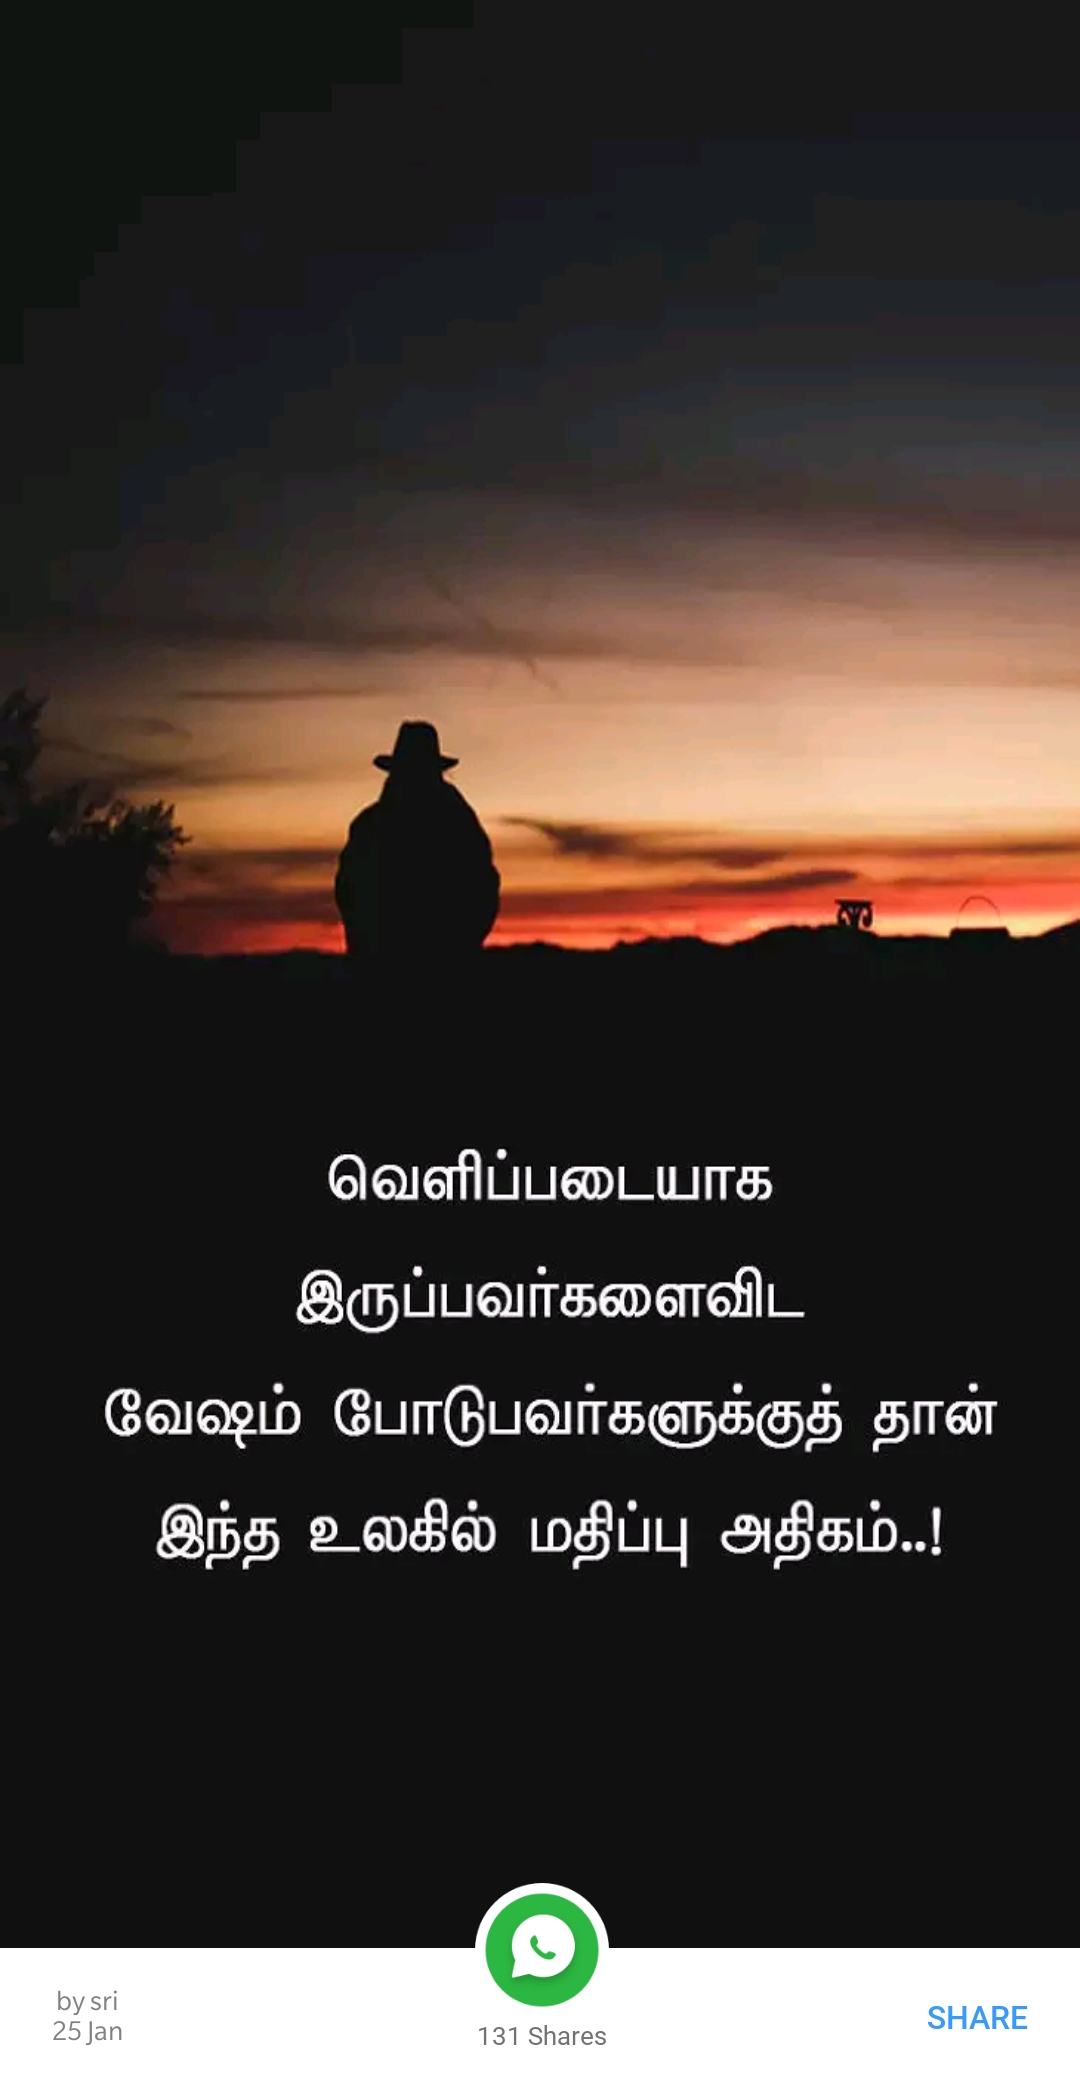 வெளிப்படையாக
இருப்பவர்களைவிட
வேஷம் போடுபவர்களுக்குத் தான்
இந்த உலகில் மதிப்பு அதிகம்..!
by sri
25 Jan
131 Shares
SHARE